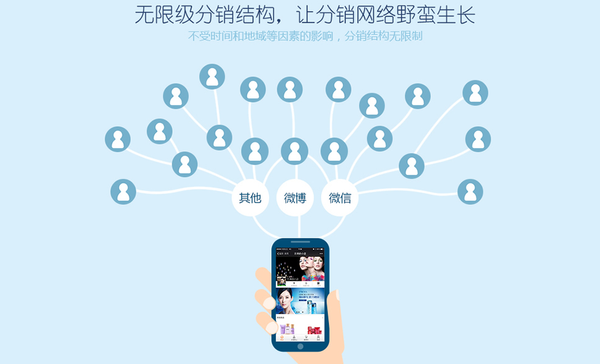 无限级分销结构，让分销网络野蛮生长
不受时间和地域等因素的影响，分销结构无限制
其他
微博
微信